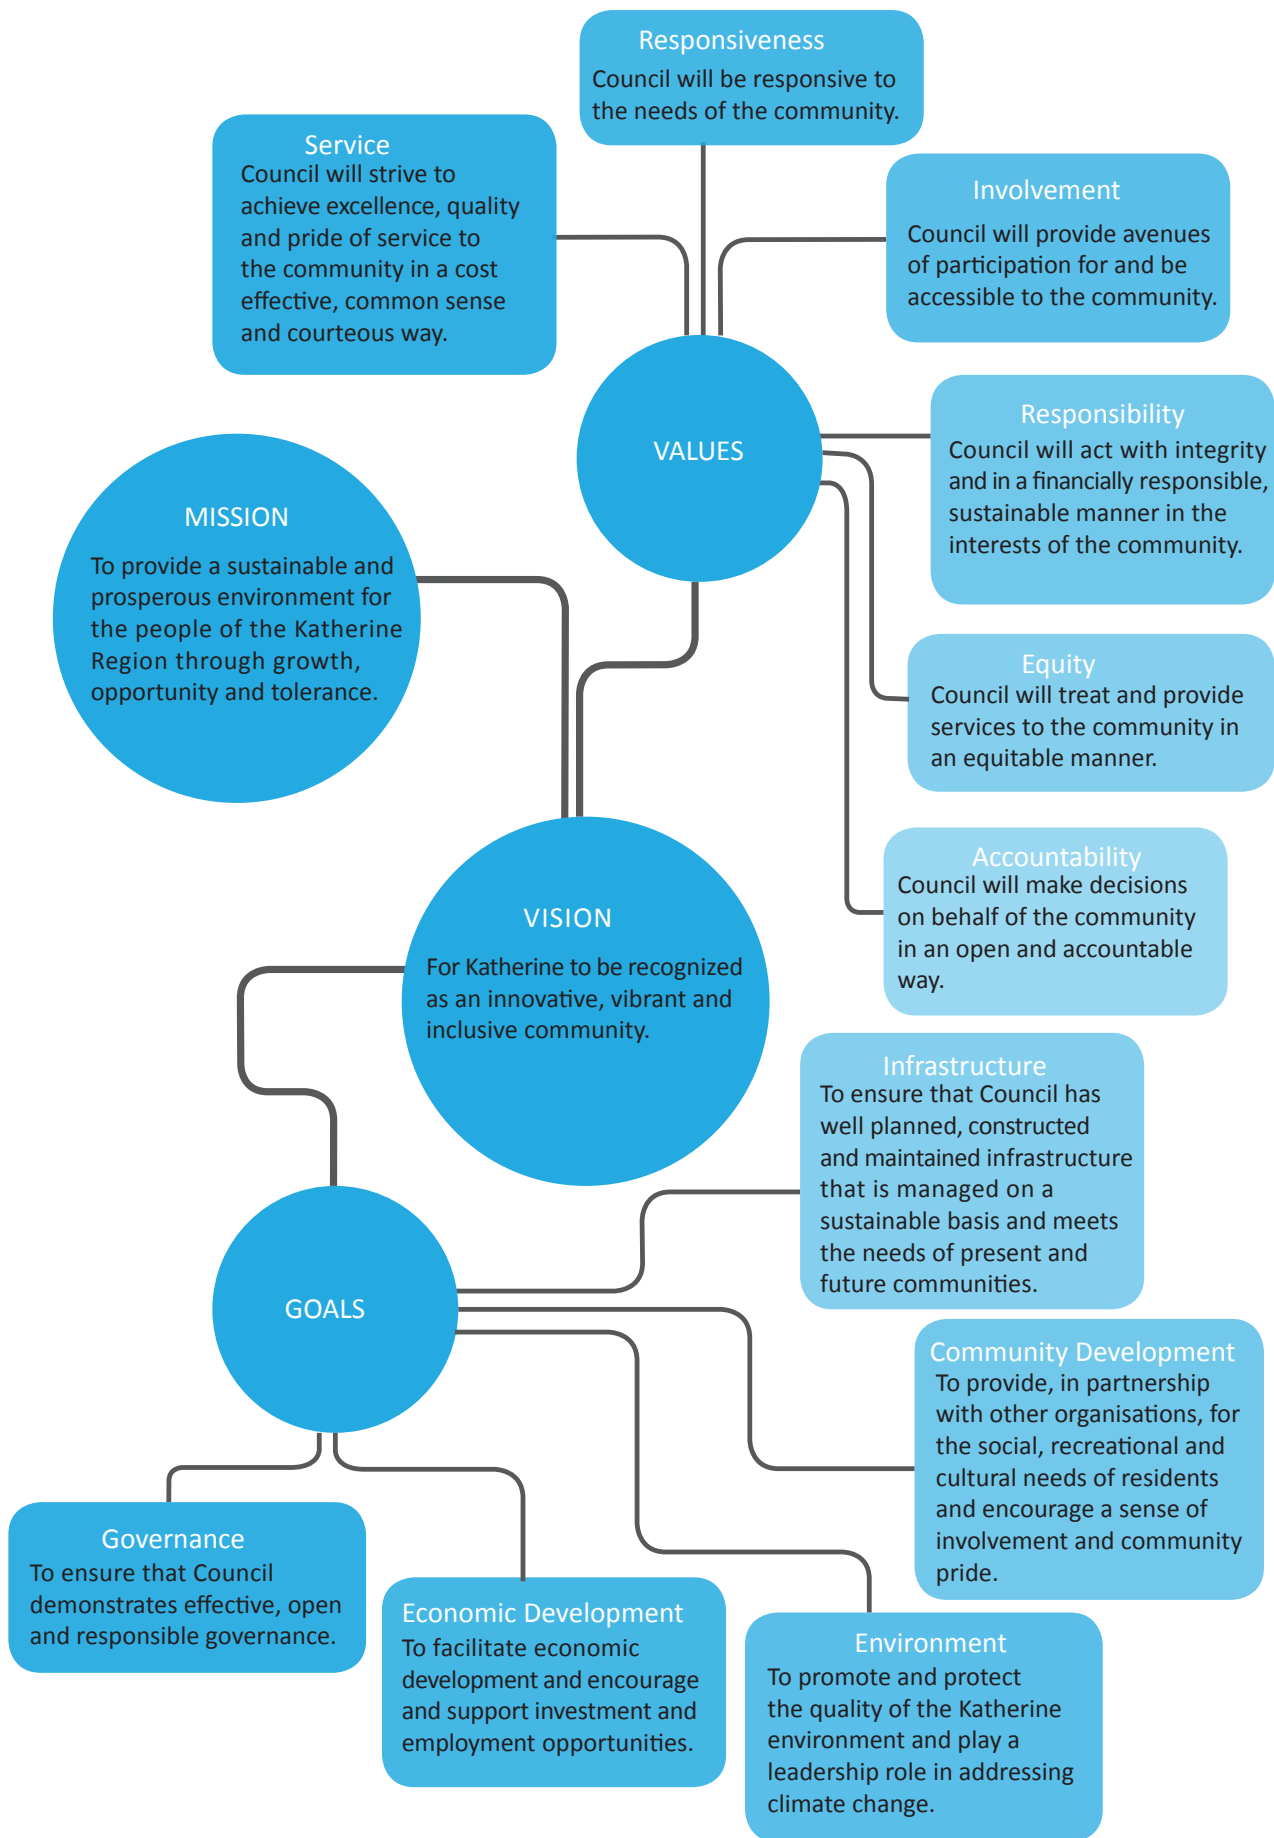 Responsiveness
Council will be responsive to
the needs of the community.
Service
Council will strive to
achieve excellence, quality
and pride of service to
the community in a cost
effective, common sense
and courteous way.
Involvement
Council will provide avenues
of participation for and be
accessible to the community.
VALUES
Responsibility
Council will act with integrity
and in a financially responsible,
sustainable manner in the
interests of the community.
MISSION
To provide a sustainable and
prosperous environment for
the people of the Katherine
Region through growth,
opportunity and tolerance.
Equity
Council will treat and provide
services to the community in
an equitable manner.
Accountability
Council will make decisions
on behalf of the community
in an open and accountable
way.
VISION
For Katherine to be recognized
as an innovative, vibrant and
inclusive community.
Infrastructure
To ensure that Council has
well planned, constructed
and maintained infrastructure
that is managed on a
sustainable basis and meets
the needs of present and
future communities.
GOALS
Community Development
To provide, in partnership
with other organisations, for
the social, recreational and
cultural needs of residents
and encourage a sense of
involvement and community
pride.
Governance
To ensure that Council
demonstrates effective, open
and responsible governance.
Economic Development
To facilitate economic
development and encourage
and support investment and
employment opportunities.
Environment
To promote and protect
the quality of the Katherine
environment and play a
leadership role in addressing
climate change.